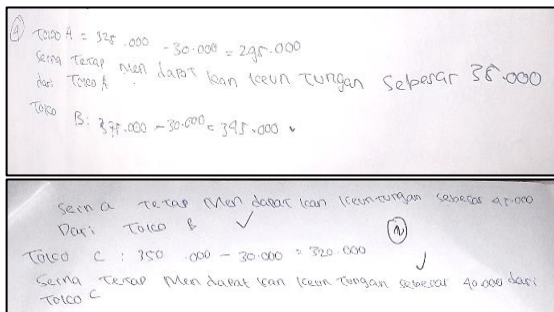 Toko A = 325.000 - 30.000 = 295.000
Serna Tetap Men dapat kan keun tungan Sebesar 35.000
dari Toko A
Toko B: 375.000 - 30.000 = 345.000
Serna Tetap Men dapat kan keuntungan sebesar 45.000
Dari Toko B
Toko C : 350.000 - 30.000 = 320.000
Serna Tetap Men dapat kan keun tungan sebesar 40.000 dari
Toko C